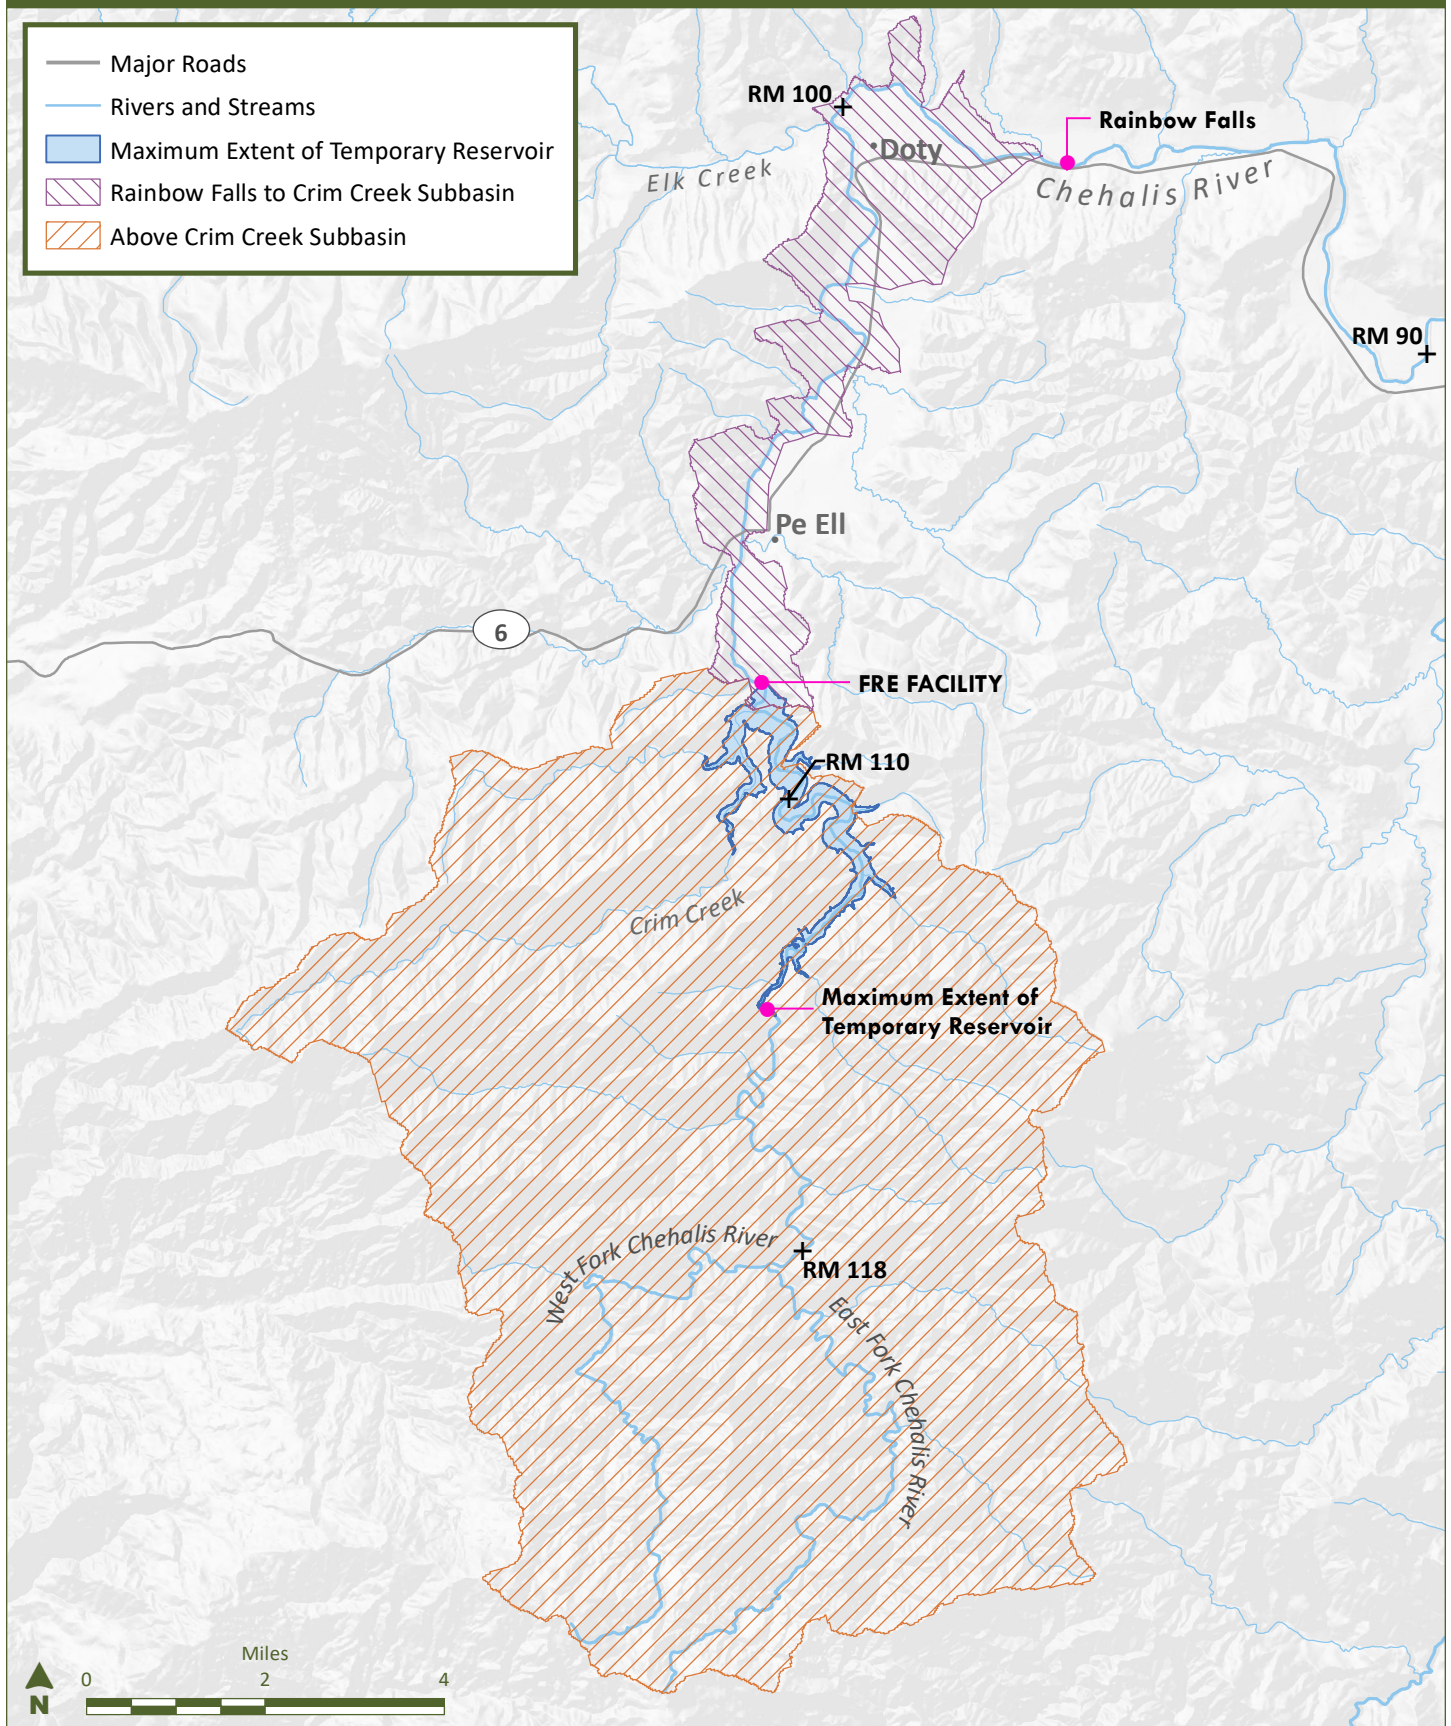 Major Roads
Rivers and Streams
Maximum Extent of Temporary Reservoir
Rainbow Falls to Crim Creek Subbasin
Above Crim Creek Subbasin
RM 100
Rainbow Falls
Doty
Elk Creek
Chehalis River
RM 90
Pe Ell
6
FRE FACILITY
RM 110
Crim Creek
Maximum Extent of
Temporary Reservoir
West Fork Chehalis River
RM 118
East Fork Chehalis River
Miles
0 2 4
N